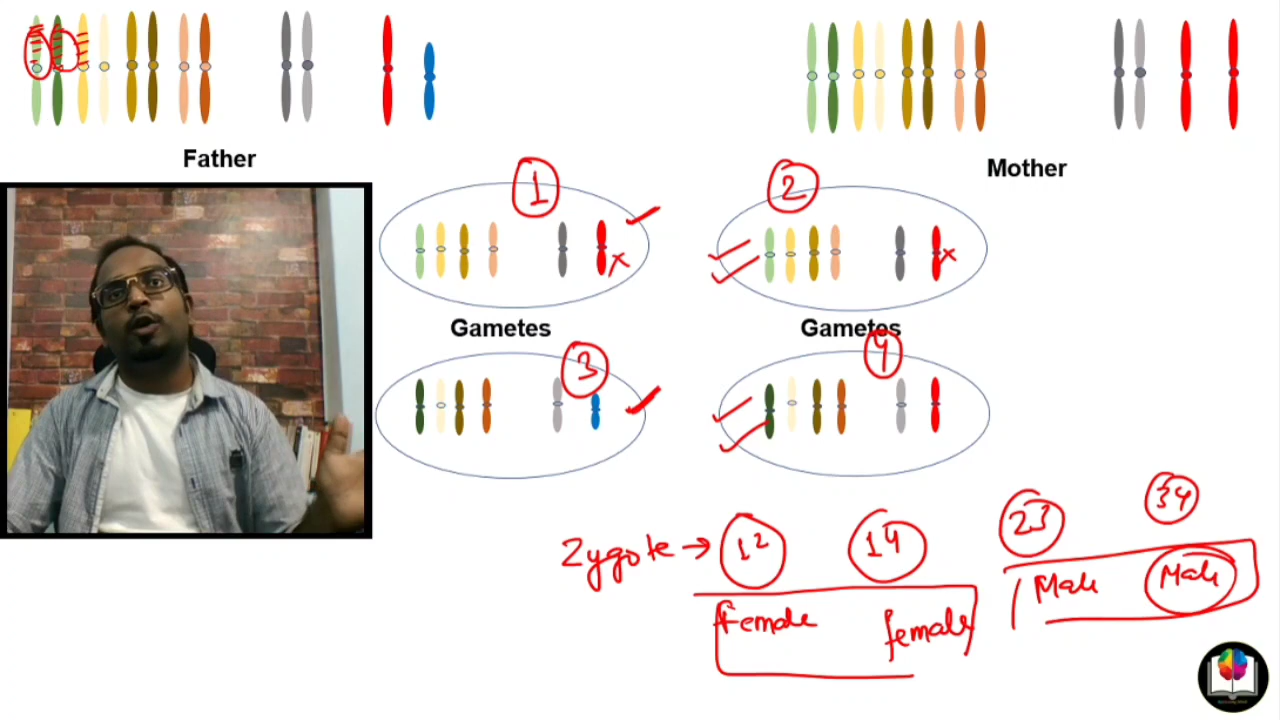 Father
Mother
1
2
x
x
Gametes
Gametes
3
4
Zygote → 12 14 23 34
Female female Male Male